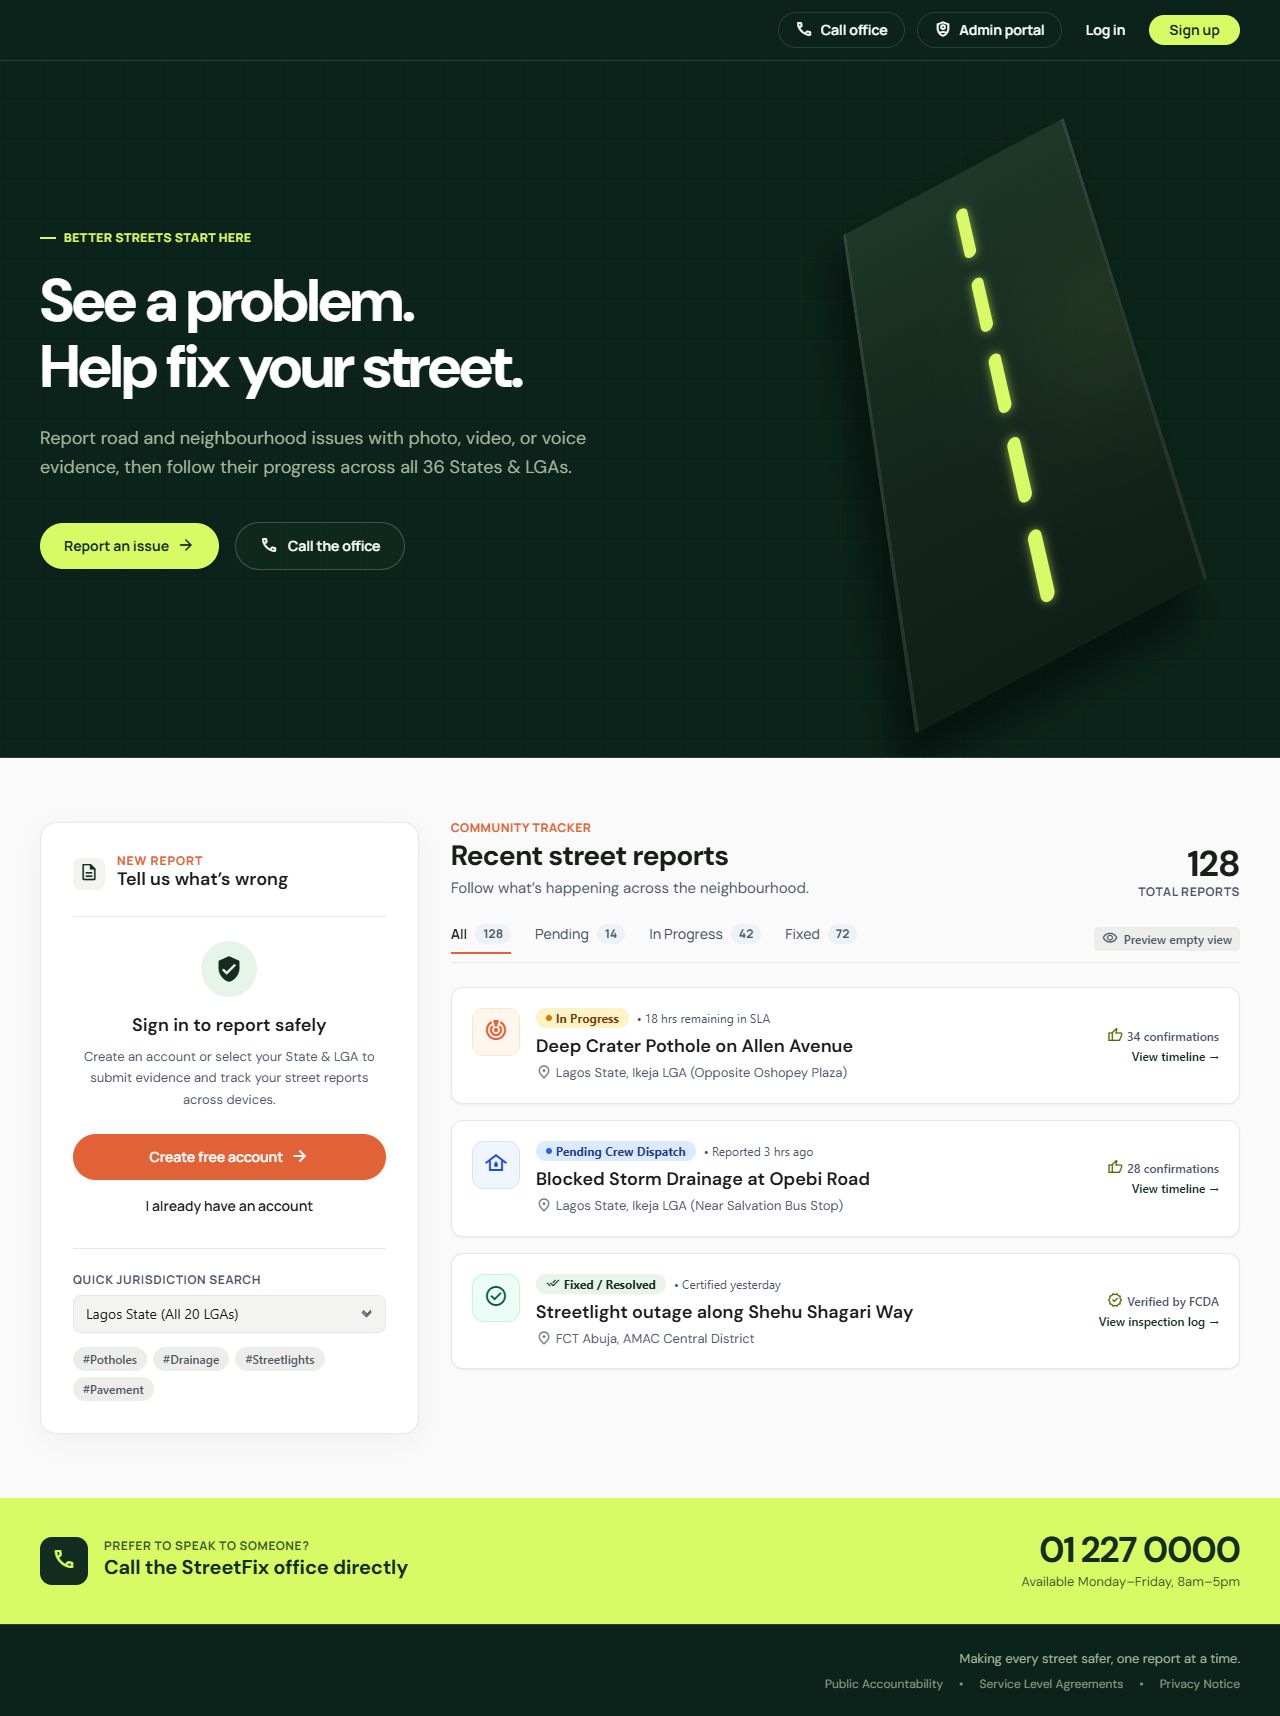 Call office
Admin portal
Log in
Sign up
BETTER STREETS START HERE
See a problem.
Help fix your street.
Report road and neighbourhood issues with photo, video, or voice
evidence, then follow their progress across all 36 States & LGAs.
Report an issue →
Call the office
NEW REPORT
Tell us what's wrong
Sign in to report safely
Create an account or select your State & LGA to
submit evidence and track your street reports
across devices.
Create free account →
I already have an account
QUICK JURISDICTION SEARCH
Lagos State (All 20 LGAs)
#Potholes #Drainage #Streetlights
#Pavement
COMMUNITY TRACKER
Recent street reports
Follow what's happening across the neighbourhood.
128
TOTAL REPORTS
All 128 Pending 14 In Progress 42 Fixed 72
Preview empty view
In Progress • 18 hrs remaining in SLA
Deep Crater Pothole on Allen Avenue
Lagos State, Ikeja LGA (Opposite Oshopey Plaza)
34 confirmations
View timeline →
Pending Crew Dispatch • Reported 3 hrs ago
Blocked Storm Drainage at Opebi Road
Lagos State, Ikeja LGA (Near Salvation Bus Stop)
28 confirmations
View timeline →
Fixed / Resolved • Certified yesterday
Streetlight outage along Shehu Shagari Way
FCT Abuja, AMAC Central District
Verified by FCDA
View inspection log →
PREFER TO SPEAK TO SOMEONE?
Call the StreetFix office directly
01 227 0000
Available Monday–Friday, 8am–5pm
Making every street safer, one report at a time.
Public Accountability • Service Level Agreements • Privacy Notice